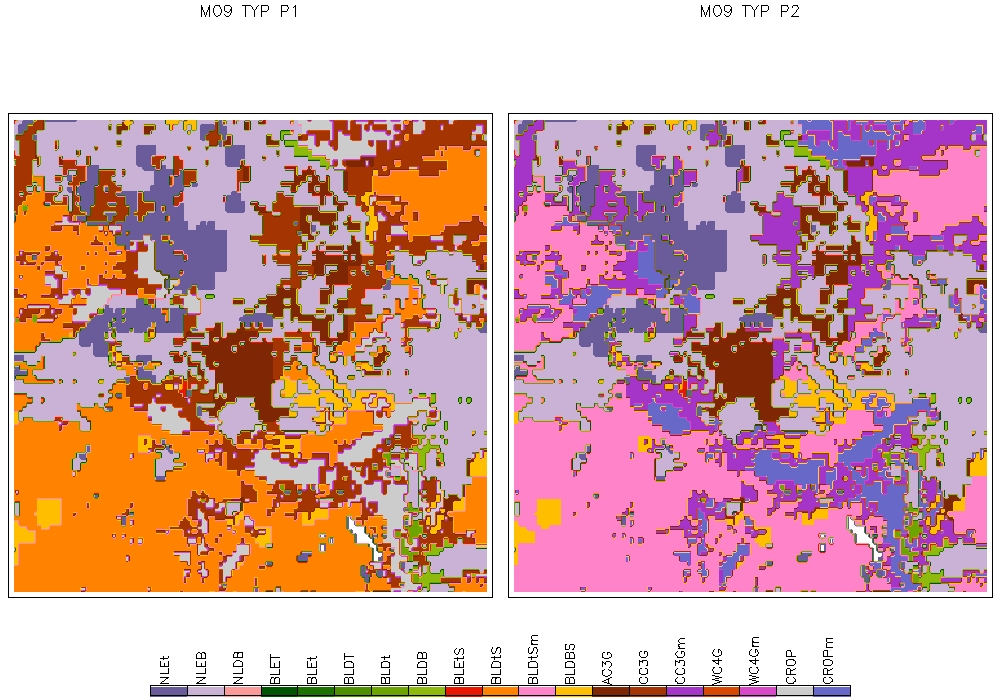 M09 TYP P1
M09 TYP P2
NLEt
NLEB
NLDB
BLET
BLEt
BLDT
BLDt
BLDB
BLEtS
BLDtS
BLDtSm
BLDBS
AC3G
CC3G
CC3Gm
WC4G
WC4Gm
CROP
CROPm